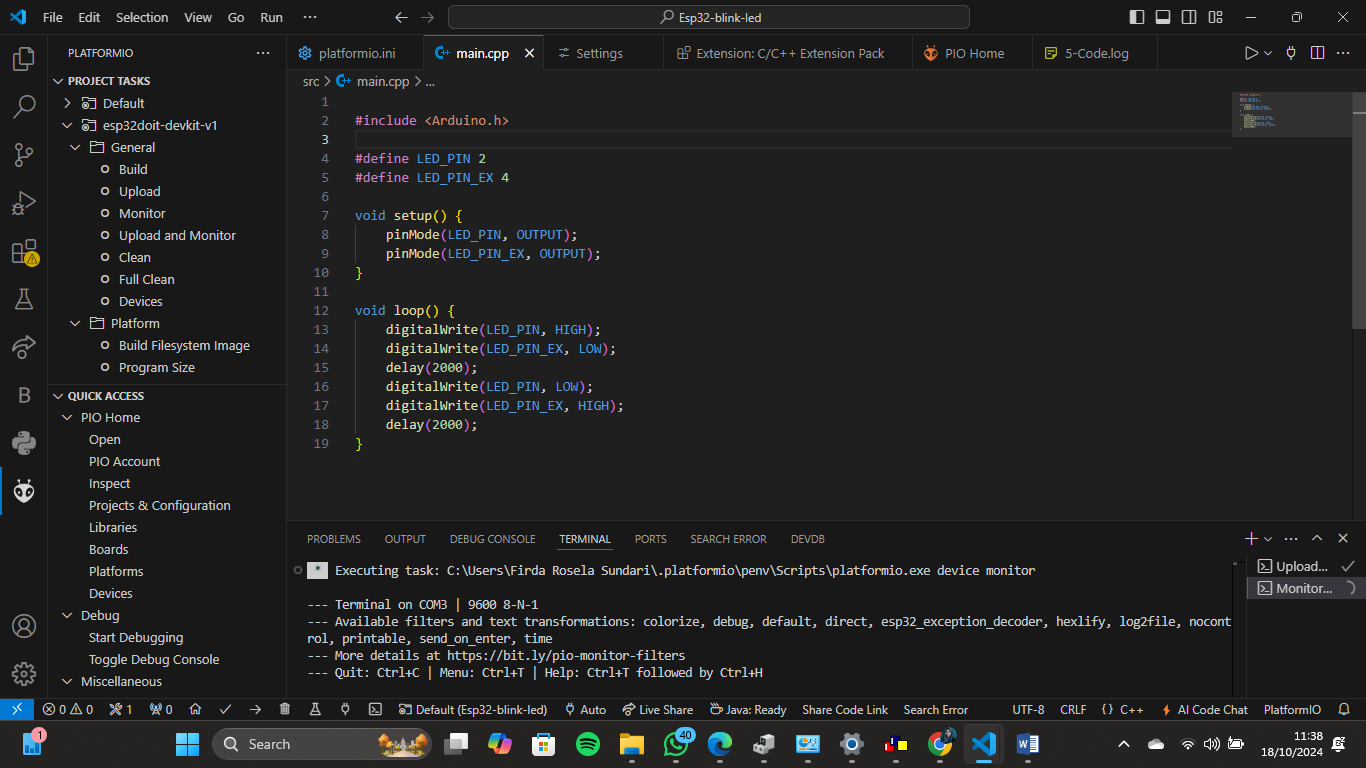 File Edit Selection View Go Run ··· Esp32-blink-led
PLATFORMIO ···
PROJECT TASKS
Default
esp32doit-devkit-v1
General
Build
Upload
Monitor
Upload and Monitor
Clean
Full Clean
Devices
Platform
Build Filesystem Image
Program Size
QUICK ACCESS
PIO Home
Open
PIO Account
Inspect
Projects & Configuration
Libraries
Boards
Platforms
Devices
Debug
Start Debugging
Toggle Debug Console
Miscellaneous
platformio.ini main.cpp Settings Extension: C/C++ Extension Pack PIO Home 5-Code.log
src > main.cpp > ...
1
2 #include <Arduino.h>
3
4 #define LED_PIN 2
5 #define LED_PIN_EX 4
6
7 void setup() {
8 pinMode(LED_PIN, OUTPUT);
9 pinMode(LED_PIN_EX, OUTPUT);
10 }
11
12 void loop() {
13 digitalWrite(LED_PIN, HIGH);
14 digitalWrite(LED_PIN_EX, LOW);
15 delay(2000);
16 digitalWrite(LED_PIN, LOW);
17 digitalWrite(LED_PIN_EX, HIGH);
18 delay(2000);
19 }
PROBLEMS OUTPUT DEBUG CONSOLE TERMINAL PORTS SEARCH ERROR DEVDB
* Executing task: C:\Users\Firda Rosela Sundari\.platformio\penv\Scripts\platformio.exe device monitor
--- Terminal on COM3 | 9600 8-N-1
--- Available filters and text transformations: colorize, debug, default, direct, esp32_exception_decoder, hexlify, log2file, nocont
rol, printable, send_on_enter, time
--- More details at https://bit.ly/pio-monitor-filters
--- Quit: Ctrl+C | Menu: Ctrl+T | Help: Ctrl+T followed by Ctrl+H
Upload...
Monitor...
0 0 1 0 Default (Esp32-blink-led) Auto Live Share Java: Ready Share Code Link Search Error UTF-8 CRLF {} C++ AI Code Chat PlatformIO
1 Search 40 11:38
18/10/2024